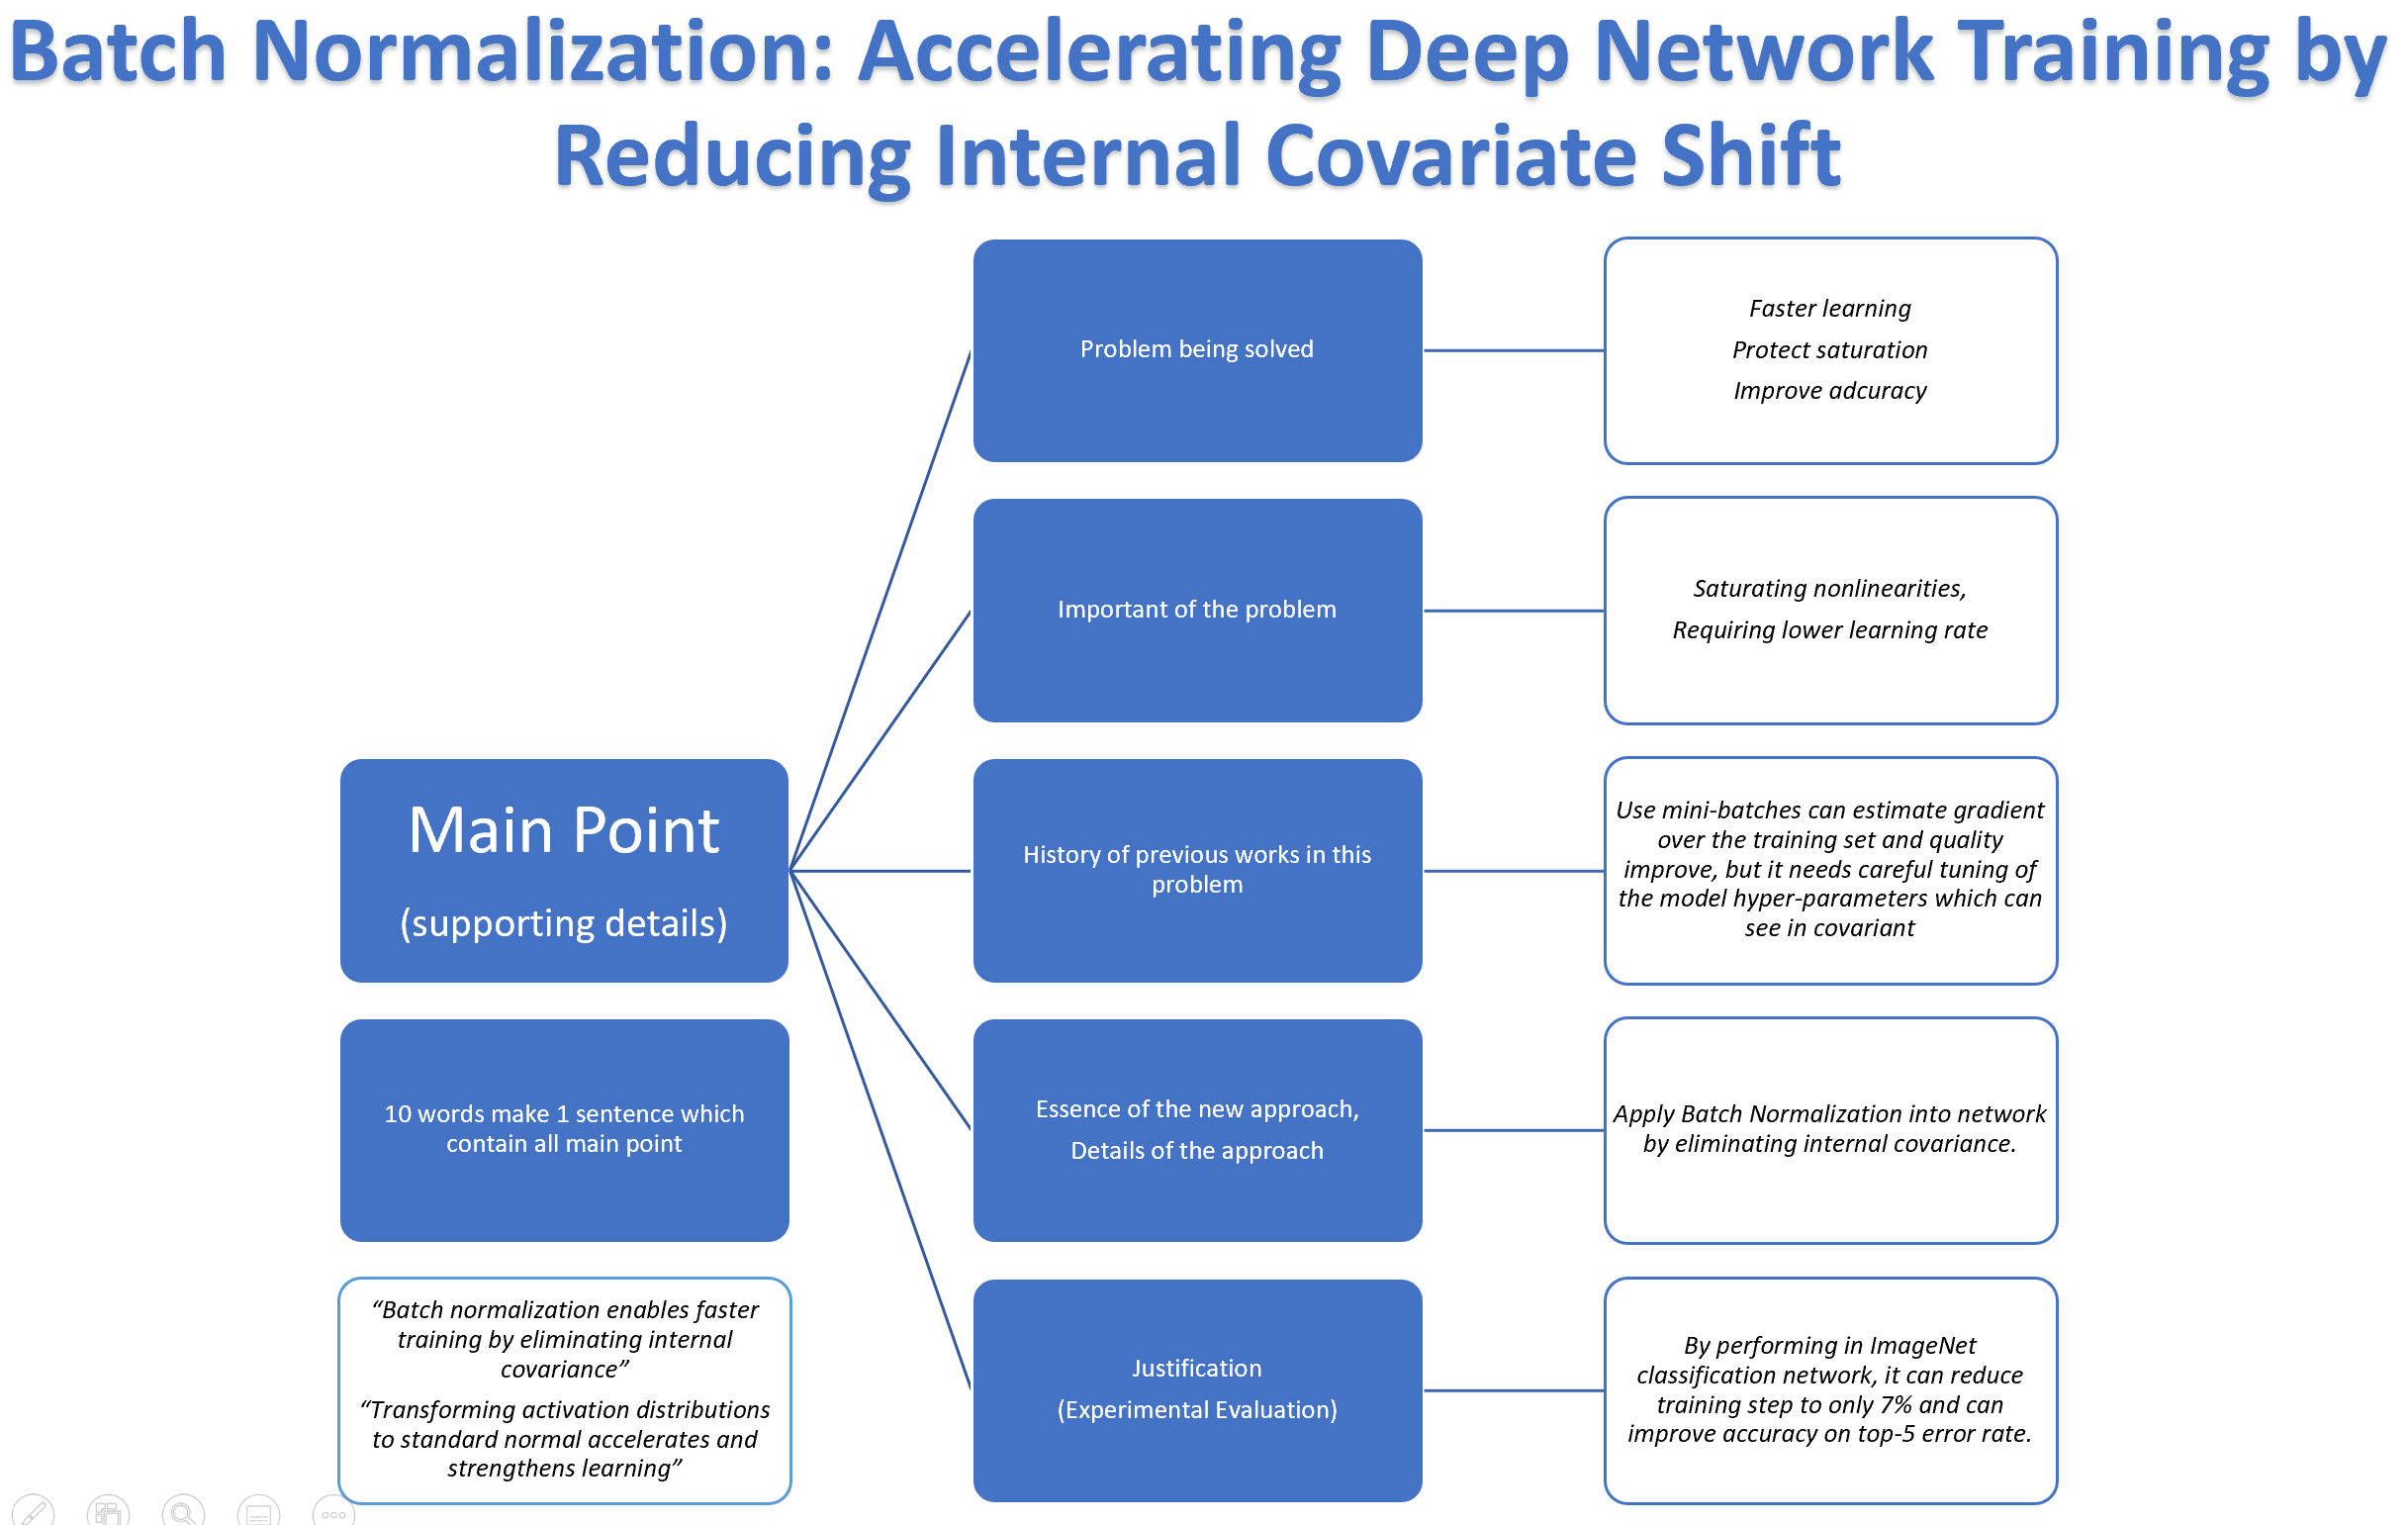 Batch Normalization: Accelerating Deep Network Training by
Reducing Internal Covariate Shift
Problem being solved
Faster learning
Protect saturation
Improve adcuracy
Important of the problem
Saturating nonlinearities,
Requiring lower learning rate
Main Point
(supporting details)
History of previous works in this
problem
Use mini-batches can estimate gradient
over the training set and quality
improve, but it needs careful tuning of
the model hyper-parameters which can
see in covariant
10 words make 1 sentence which
contain all main point
Essence of the new approach,
Details of the approach
Apply Batch Normalization into network
by eliminating internal covariance.
“Batch normalization enables faster
training by eliminating internal
covariance”
“Transforming activation distributions
to standard normal accelerates and
strengthens learning”
Justification
(Experimental Evaluation)
By performing in ImageNet
classification network, it can reduce
training step to only 7% and can
improve accuracy on top-5 error rate.